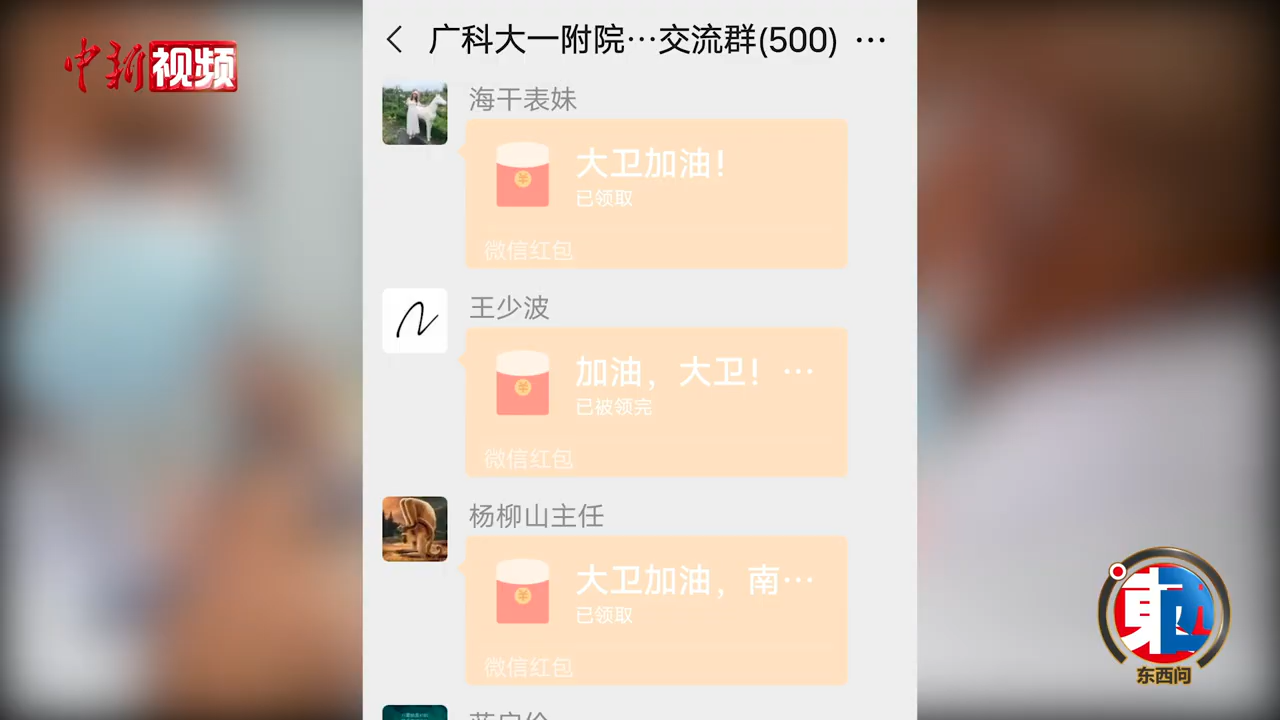 中新视频
广科大一附院…交流群(500) …
海干表妹
大卫加油！
已领取
微信红包
王少波
加油，大卫！…
已被领完
微信红包
杨柳山主任
大卫加油，南…
已领取
微信红包
东西问